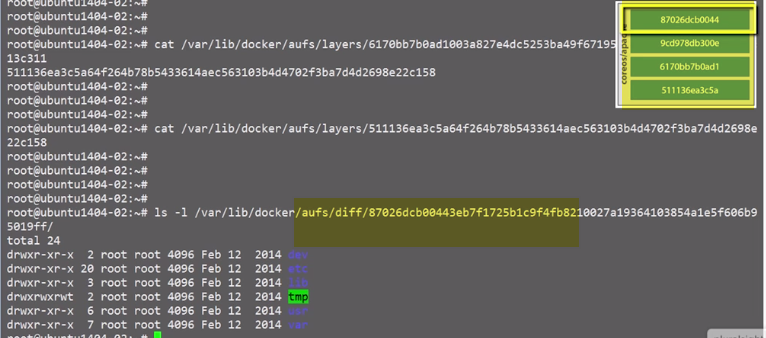 root@ubuntu1404-02:~#
root@ubuntu1404-02:~#
root@ubuntu1404-02:~#
root@ubuntu1404-02:~# cat /var/lib/docker/aufs/layers/6170bb7b0ad1003a827e4dc5253ba49f67195
13c311
511136ea3c5a64f264b78b5433614aec563103b4d4702f3ba7d4d2698e22c158
root@ubuntu1404-02:~#
root@ubuntu1404-02:~#
root@ubuntu1404-02:~#
root@ubuntu1404-02:~# cat /var/lib/docker/aufs/layers/511136ea3c5a64f264b78b5433614aec563103b4d4702f3ba7d4d2698e
22c158
root@ubuntu1404-02:~#
root@ubuntu1404-02:~#
root@ubuntu1404-02:~#
root@ubuntu1404-02:~# ls -l /var/lib/docker/aufs/diff/87026dcb00443eb7f1725b1c9f4fb8210027a19364103854a1e5f606b9
5019ff/
total 24
drwxr-xr-x 2 root root 4096 Feb 12 2014 dev
drwxr-xr-x 20 root root 4096 Feb 12 2014 etc
drwxr-xr-x 3 root root 4096 Feb 12 2014 lib
drwxrwxrwt 2 root root 4096 Feb 12 2014 tmp
drwxr-xr-x 6 root root 4096 Feb 12 2014 usr
drwxr-xr-x 7 root root 4096 Feb 12 2014 var
root@ubuntu1404-02:~#
87026dcb0044
9cd978db300e
6170bb7b0ad1
511136ea3c5a